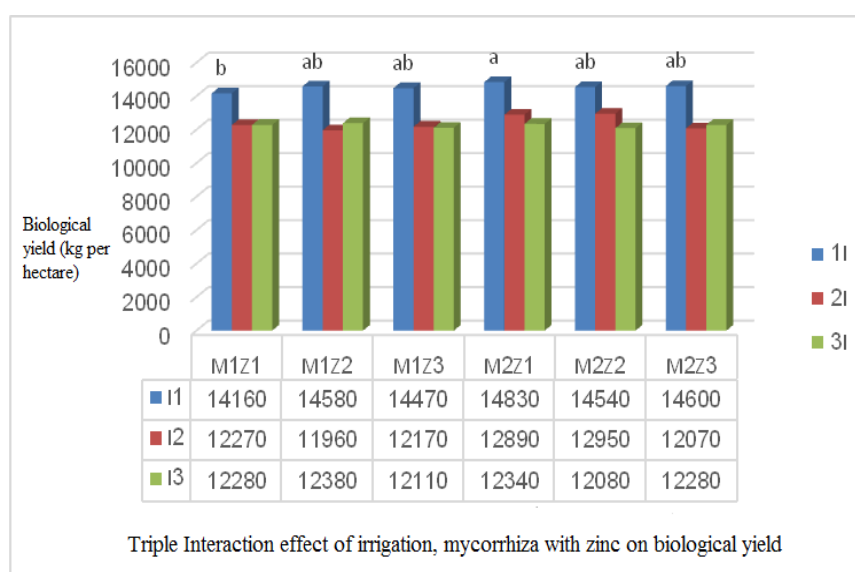 b ab ab a ab ab
16000
14000
12000
10000
8000
6000
4000
2000
0
Biological
yield (kg per
hectare)
1I
2I
3I
M1Z1 M1Z2 M1Z3 M2Z1 M2Z2 M2Z3
I1 14160 14580 14470 14830 14540 14600
I2 12270 11960 12170 12890 12950 12070
I3 12280 12380 12110 12340 12080 12280
Triple Interaction effect of irrigation, mycorrhiza with zinc on biological yield